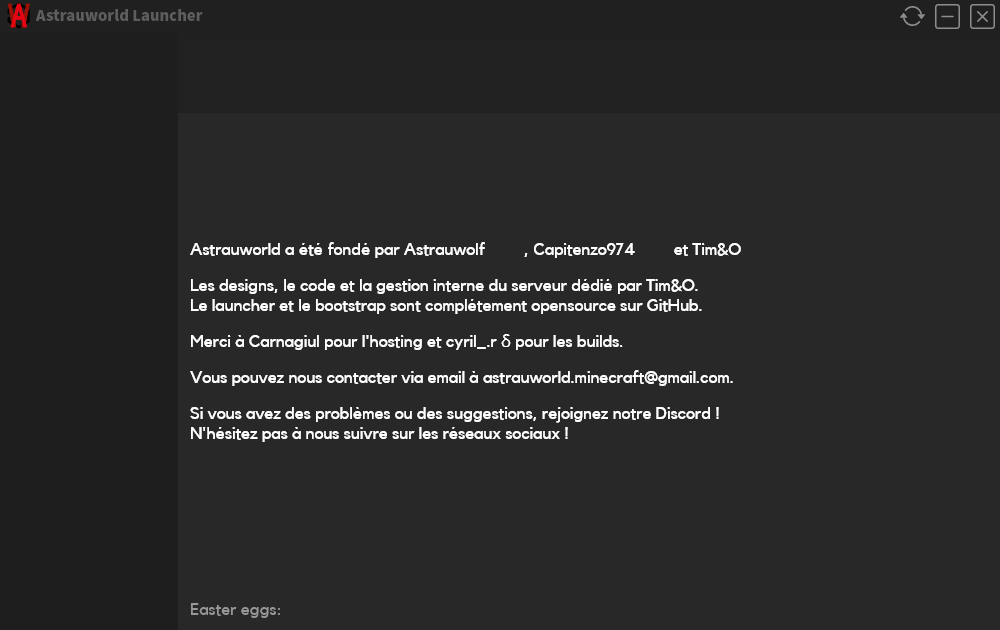 Astrauworld Launcher
Astrauworld a été fondé par Astrauwolf , Capitenzo974 et Tim&O
Les designs, le code et la gestion interne du serveur dédié par Tim&O.
Le launcher et le bootstrap sont complétement opensource sur GitHub.
Merci à Carnagiul pour l'hosting et cyril_.r δ pour les builds.
Vous pouvez nous contacter via email à astrauworld.minecraft@gmail.com.
Si vous avez des problèmes ou des suggestions, rejoignez notre Discord !
N'hésitez pas à nous suivre sur les réseaux sociaux !
Easter eggs: